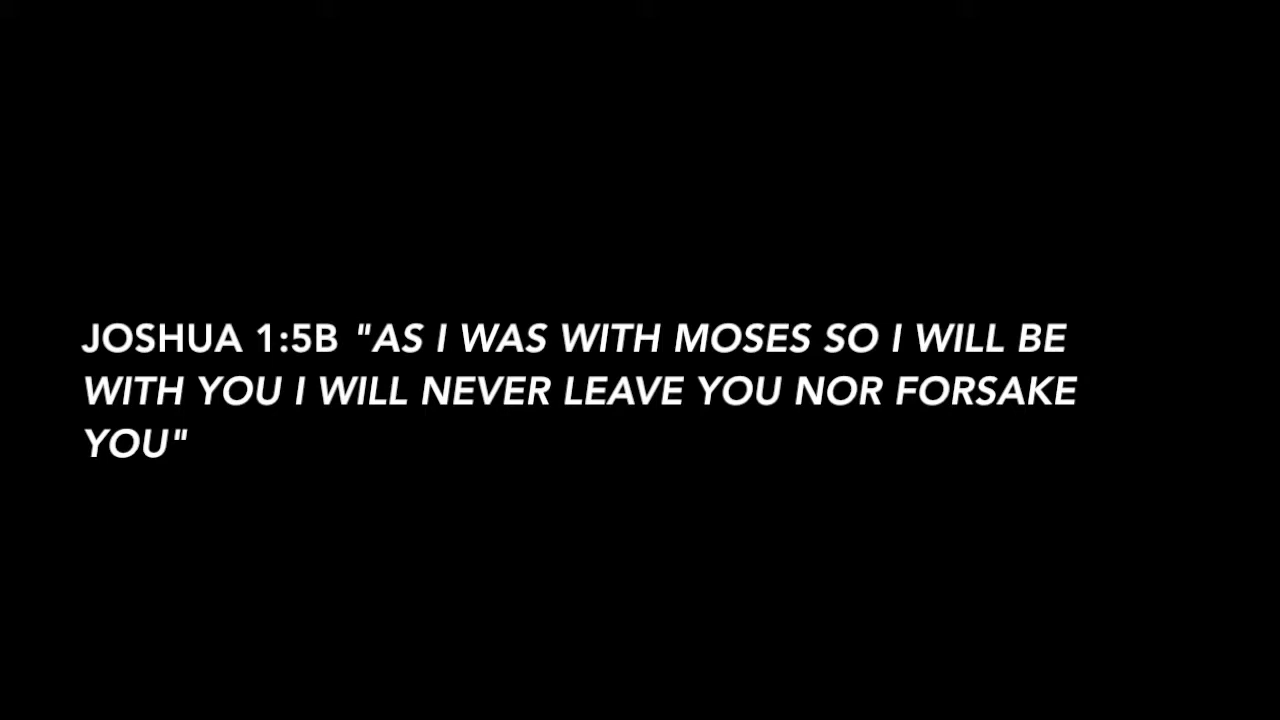 JOSHUA 1:5B "AS I WAS WITH MOSES SO I WILL BE
WITH YOU I WILL NEVER LEAVE YOU NOR FORSAKE
YOU"